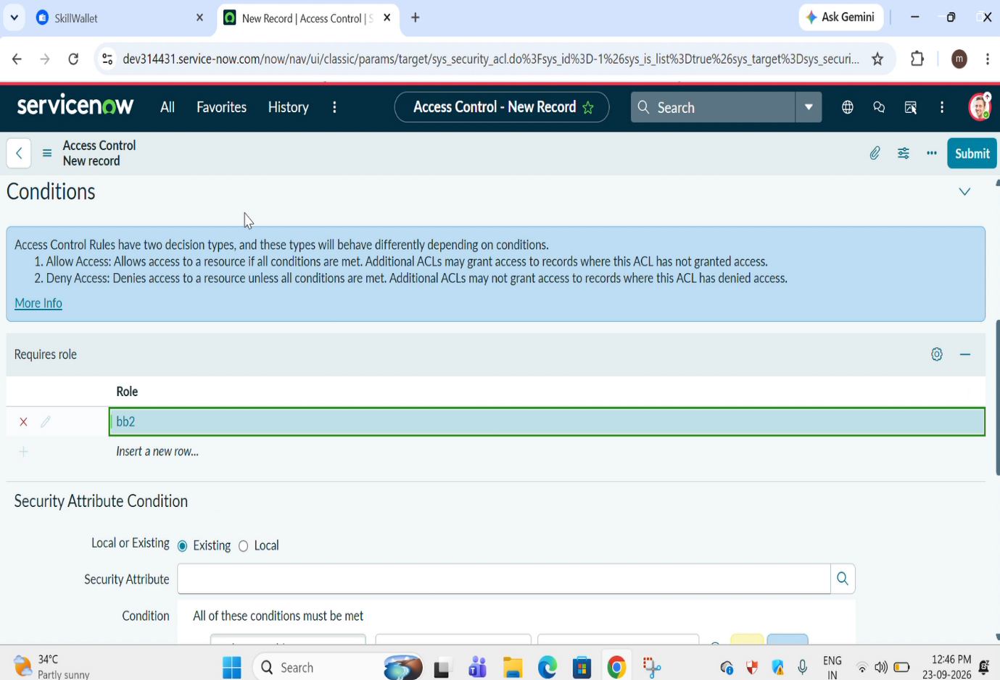 SkillWallet
New Record | Access Control | S
Ask Gemini
dev314431.service-now.com/now/nav/ui/classic/params/target/sys_security_acl.do%3Fsys_id%3D-1%26sys_is_list%3Dtrue%26sys_target%3Dsys_securi...
m
servicenow
All
Favorites
History
Access Control - New Record
Search
Access Control
New record
Submit
Conditions
Access Control Rules have two decision types, and these types will behave differently depending on conditions.
1. Allow Access: Allows access to a resource if all conditions are met. Additional ACLs may grant access to records where this ACL has not granted access.
2. Deny Access: Denies access to a resource unless all conditions are met. Additional ACLs may not grant access to records where this ACL has denied access.
More Info
Requires role
Role
bb2
Insert a new row...
Security Attribute Condition
Local or Existing
Existing
Local
Security Attribute
Condition
All of these conditions must be met
34°C
Partly sunny
Search
ENG
IN
12:46 PM
23-09-2026